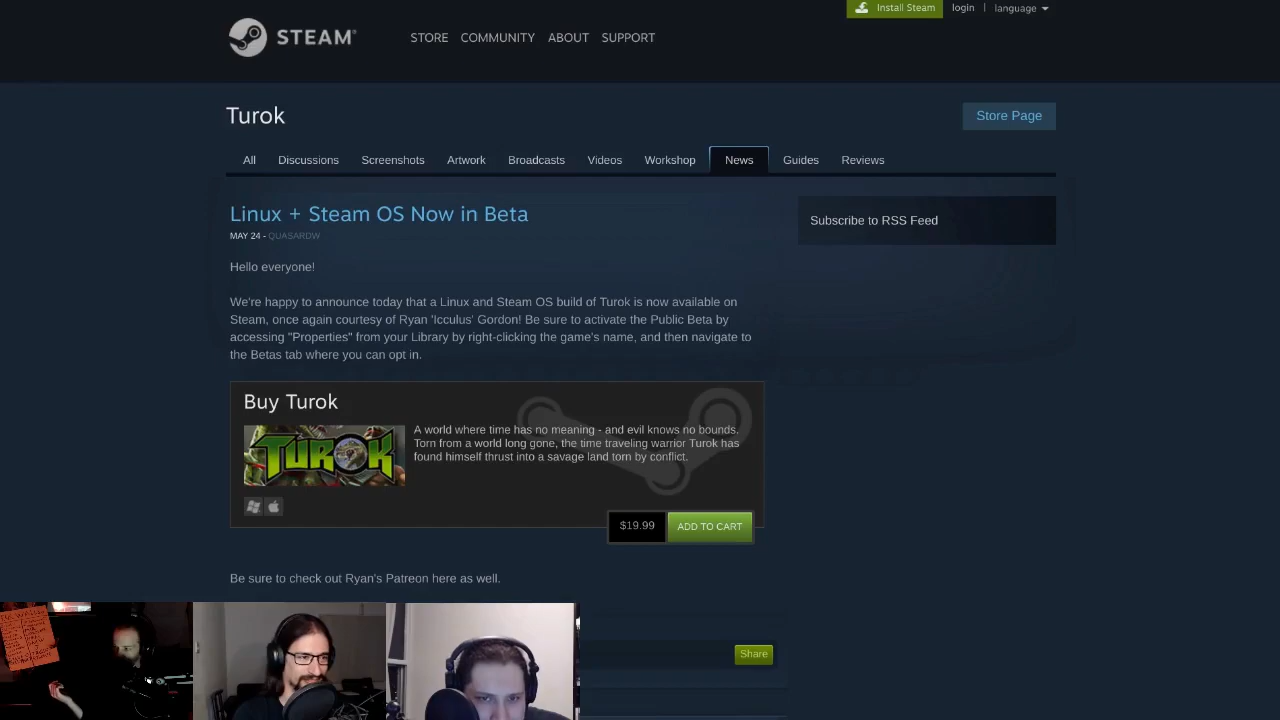 Install Steam
login | language
STEAM®
STORE COMMUNITY ABOUT SUPPORT
Turok
Store Page
All Discussions Screenshots Artwork Broadcasts Videos Workshop News Guides Reviews
Linux + Steam OS Now in Beta
Subscribe to RSS Feed
MAY 24 - QUASARDW
Hello everyone!
We're happy to announce today that a Linux and Steam OS build of Turok is now available on
Steam, once again courtesy of Ryan 'Icculus' Gordon! Be sure to activate the Public Beta by
accessing "Properties" from your Library by right-clicking the game's name, and then navigate to
the Betas tab where you can opt in.
Buy Turok
TUROK
A world where time has no meaning - and evil knows no bounds.
Torn from a world long gone, the time traveling warrior Turok has
found himself thrust into a savage land torn by conflict.
$19.99
ADD TO CART
Be sure to check out Ryan's Patreon here as well.
Share